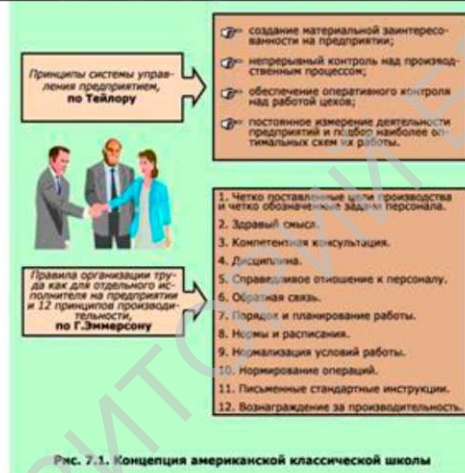 Принципы системы управ-
ления предприятием,
по Тейлору
создание материальной заинтересо-
ванности на предприятии;
непрерывный контроль над производ-
ственным процессом;
обеспечение оперативного контроля
над работой цехов;
постоянное измерение деятельности
предприятий и подбор наиболее оп-
тимальных схем их работы.
Правила организации тру-
да как для отдельного ис-
полнителя на предприятии
и 12 принципов производи-
тельности,
по Г.Эммерсону
1. Четко поставленные цели производства
и четко обозначенные задачи персонала.
2. Здравый смысл.
3. Компетентная консультация.
4. Дисциплина.
5. Справедливое отношение к персоналу.
6. Обратная связь.
7. Порядок и планирование работы.
8. Нормы и расписания.
9. Нормализация условий работы.
10. Нормирование операций.
11. Письменные стандартные инструкции.
12. Вознаграждение за производительность.
Рис. 7.1. Концепция американской классической школы